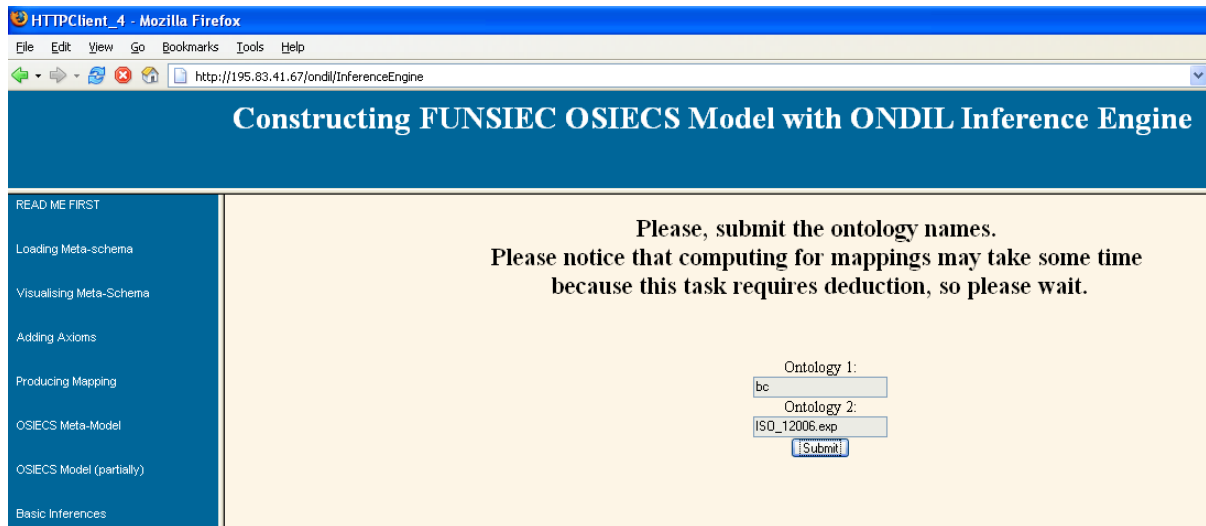 HTTPClient_4 - Mozilla Firefox
File Edit View Go Bookmarks Tools Help
http://195.83.41.67/ondil/InferenceEngine
Constructing FUNSIEC OSIECS Model with ONDIL Inference Engine
READ ME FIRST
Loading Meta-schema
Visualising Meta-Schema
Adding Axioms
Producing Mapping
OSIECS Meta-Model
OSIECS Model (partially)
Basic Inferences
Please, submit the ontology names.
Please notice that computing for mappings may take some time
because this task requires deduction, so please wait.
Ontology 1:
bc
Ontology 2:
ISO_12006.exp
Submit